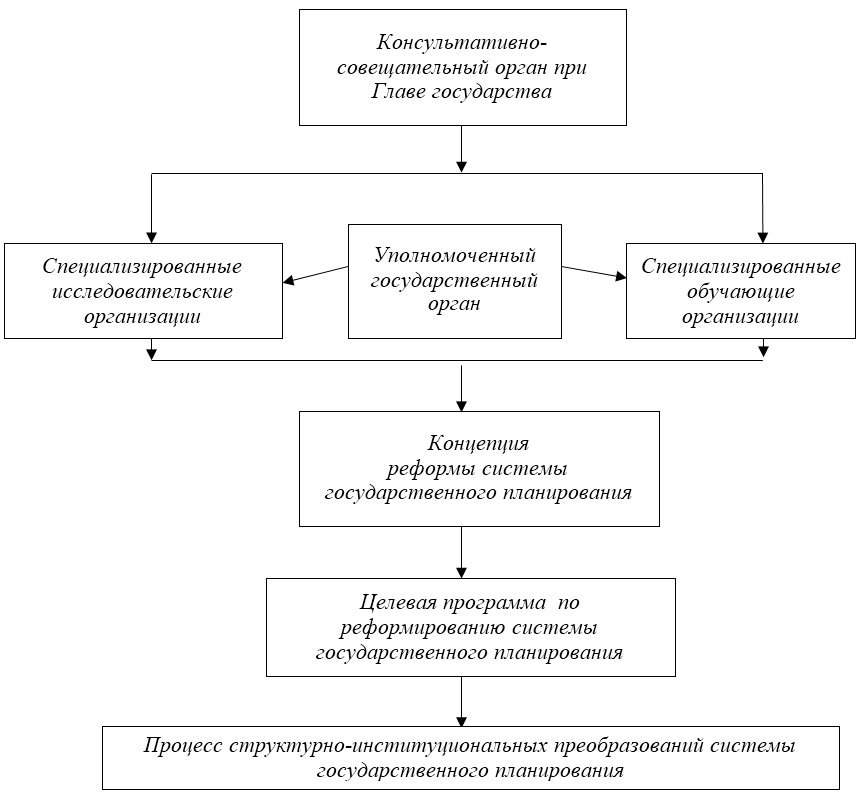 Консультативно-
совещательный орган при
Главе государства
Специализированные
исследовательские
организации
Уполномоченный
государственный
орган
Специализированные
обучающие
организации
Концепция
реформы системы
государственного планирования
Целевая программа  по
реформированию системы
государственного планирования
Процесс структурно-институциональных преобразований системы
государственного планирования